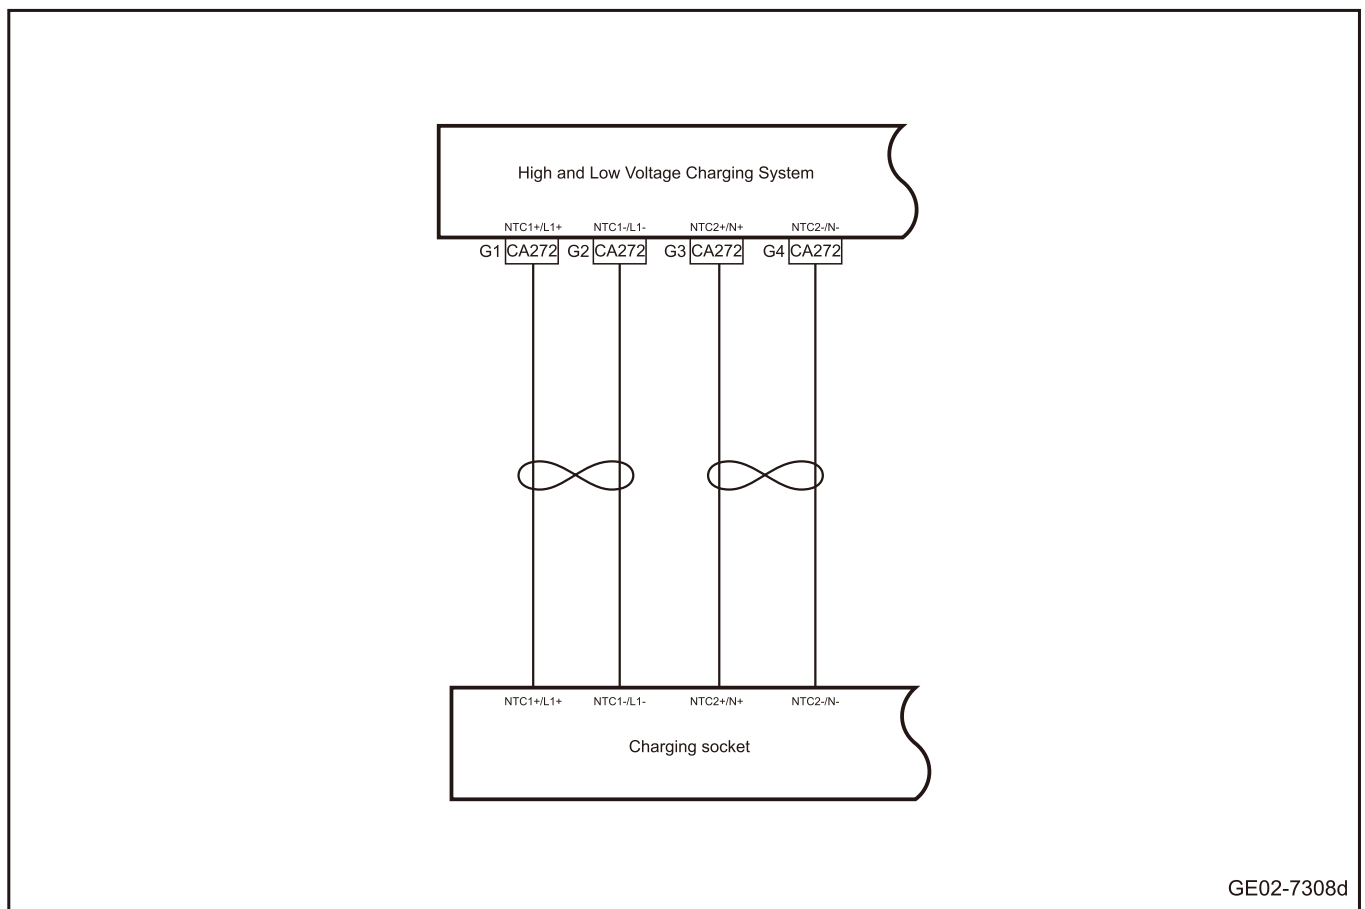 High and Low Voltage Charging System
NTC1+/L1+ NTC1-/L1- NTC2+/N+ NTC2-/N-
G1 CA272 G2 CA272 G3 CA272 G4 CA272
NTC1+/L1+ NTC1-/L1- NTC2+/N+ NTC2-/N-
Charging socket
GE02-7308d